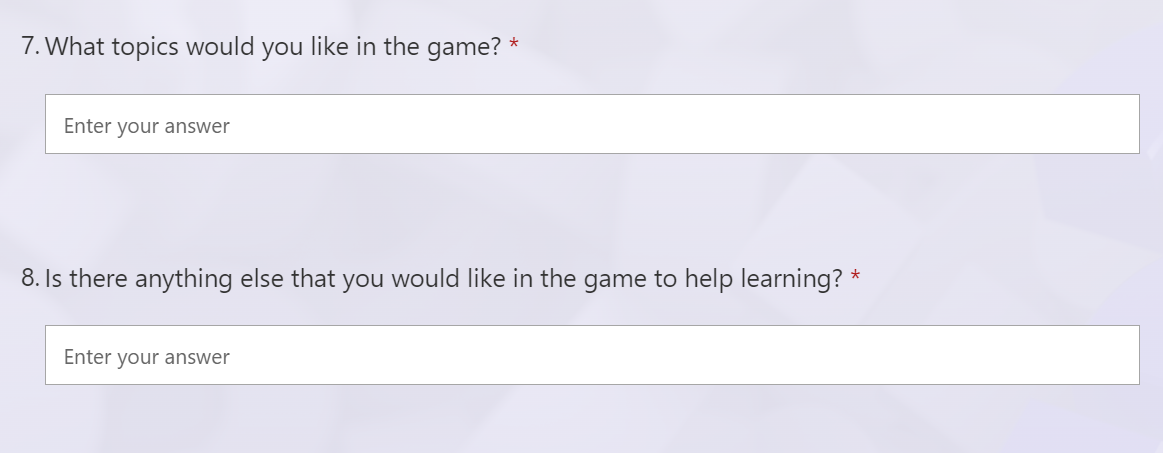 7. What topics would you like in the game? *
Enter your answer
8. Is there anything else that you would like in the game to help learning? *
Enter your answer